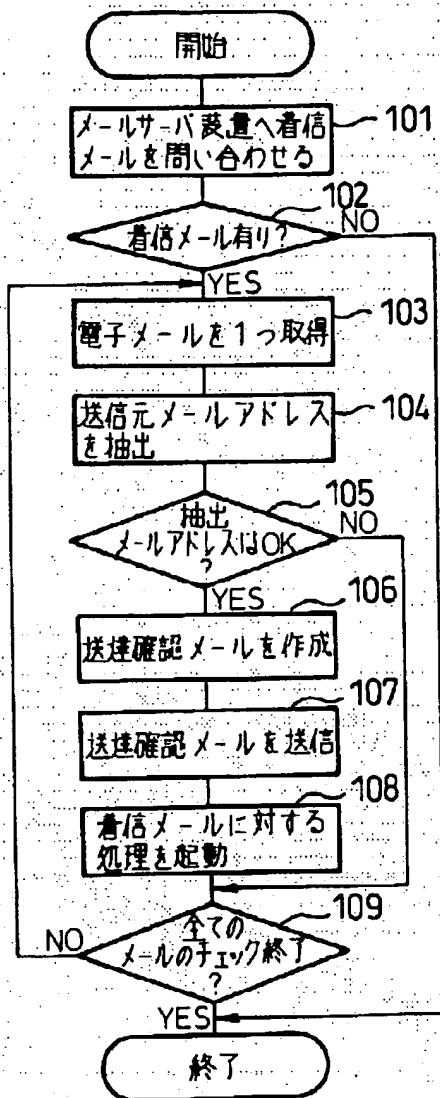 開始
メールサーバ装置へ着信
メールを問い合わせる
101
102
着信メール有り?
NO
YES
電子メールを1つ取得
103
送信元メールアドレス
を抽出
104
105
抽出
メールアドレスはOK
?
NO
YES
106
送達確認メールを作成
107
送達確認メールを送信
108
着信メールに対する
処理を起動
109
全ての
メールのチェック終了
?
NO
YES
終了